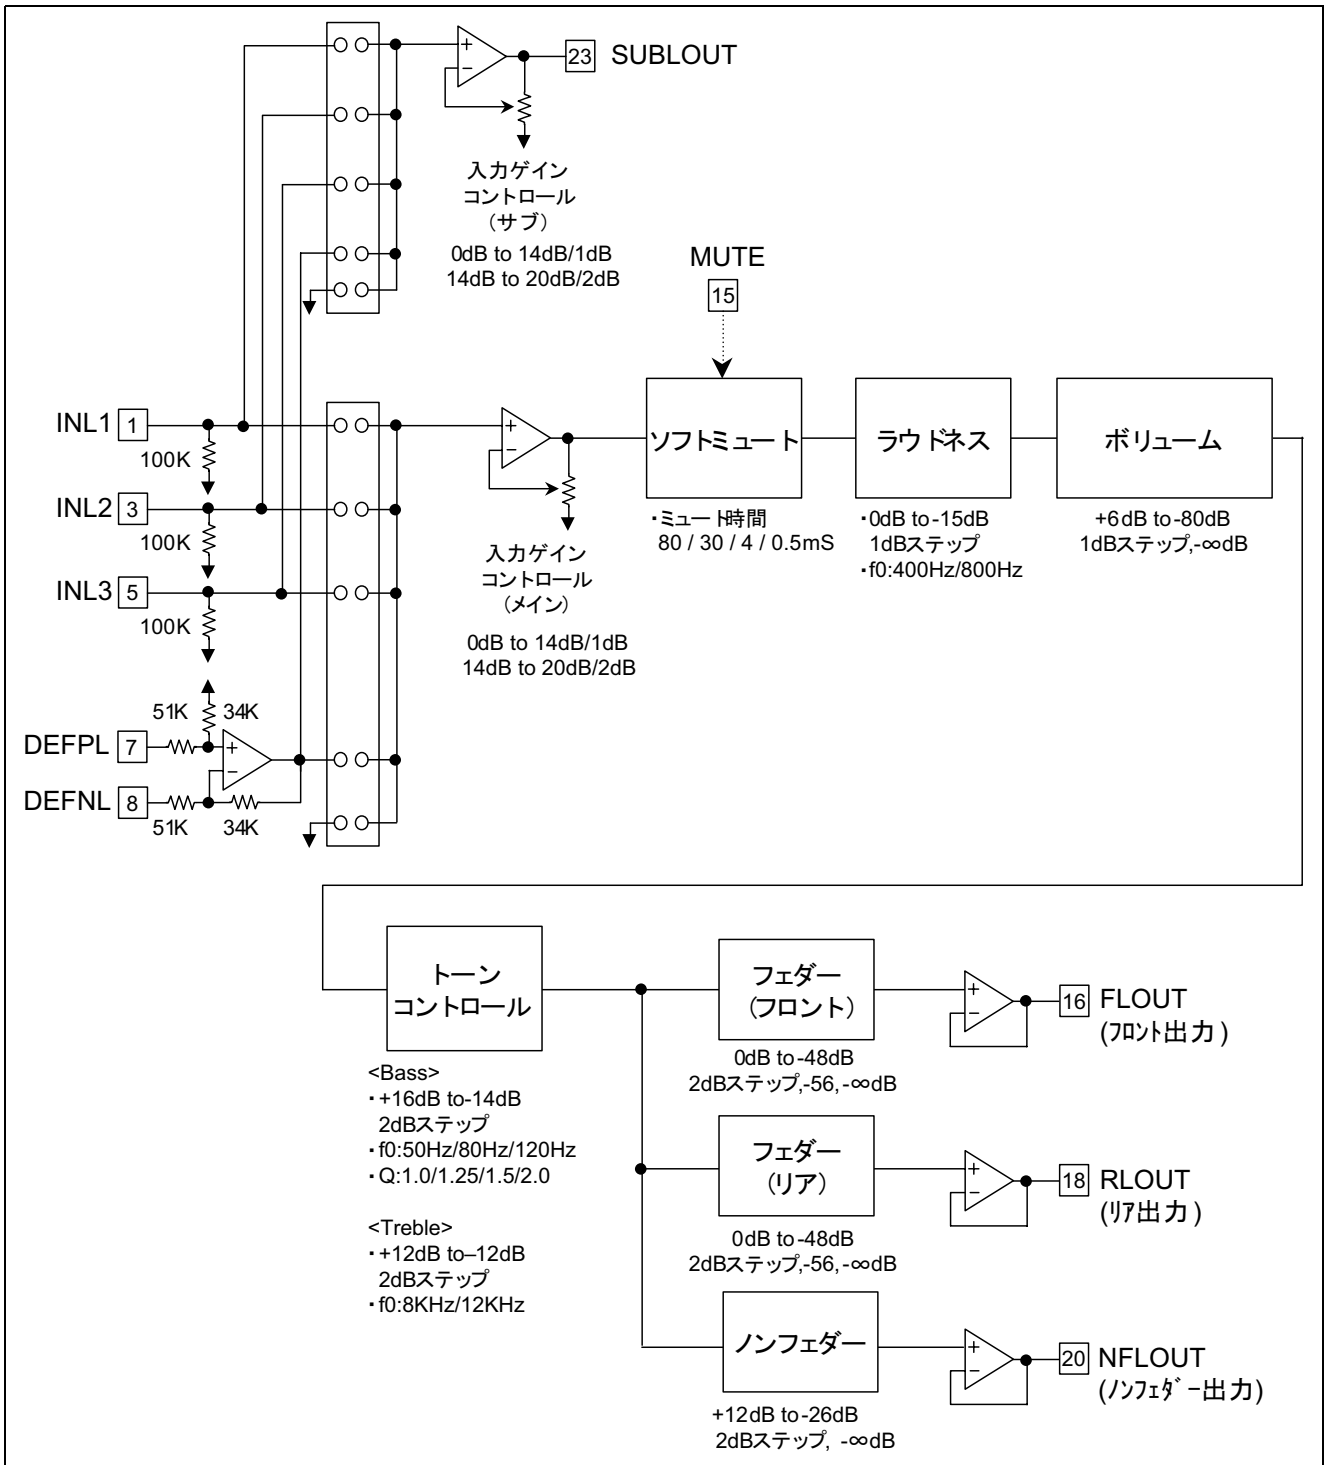 23 SUBLOUT
入力ゲイン
コントロール
(サブ)
0dB to 14dB/1dB
14dB to 20dB/2dB
MUTE
15
INL1 1
100K
INL2 3
100K
INL3 5
100K
入力ゲイン
コントロール
(メイン)
0dB to 14dB/1dB
14dB to 20dB/2dB
ソフトミュート
・ミュート時間
80 / 30 / 4 / 0.5mS
ラウドネス
・0dB to -15dB
1dBステップ
・f0:400Hz/800Hz
ボリューム
+6dB to -80dB
1dBステップ,-∞dB
51K 34K
DEFPL 7
DEFNL 8
51K 34K
トーン
コントロール
<Bass>
・+16dB to -14dB
2dBステップ
・f0:50Hz/80Hz/120Hz
・Q:1.0/1.25/1.5/2.0
<Treble>
・+12dB to –12dB
2dBステップ
・f0:8KHz/12KHz
フェダー
(フロント)
0dB to -48dB
2dBステップ,-56,-∞dB
16 FLOUT
(ﾌﾛﾝﾄ出力)
フェダー
(リア)
0dB to -48dB
2dBステップ,-56,-∞dB
18 RLOUT
(ﾘｱ出力)
ノンフェダー
+12dB to -26dB
2dBステップ, -∞dB
20 NFLOUT
(ﾉﾝﾌｪﾀﾞｰ出力)